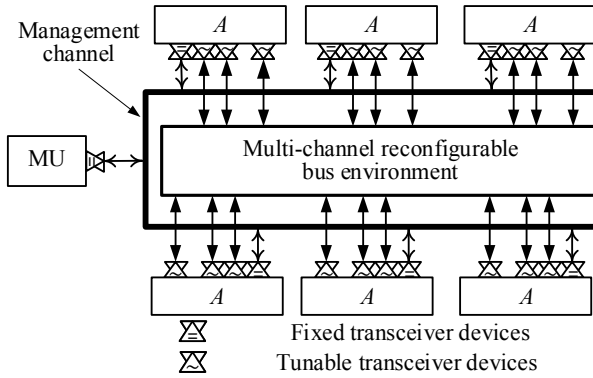 A A A
Management
channel
MU
Multi-channel reconfigurable
bus environment
A A A
Fixed transceiver devices
Tunable transceiver devices